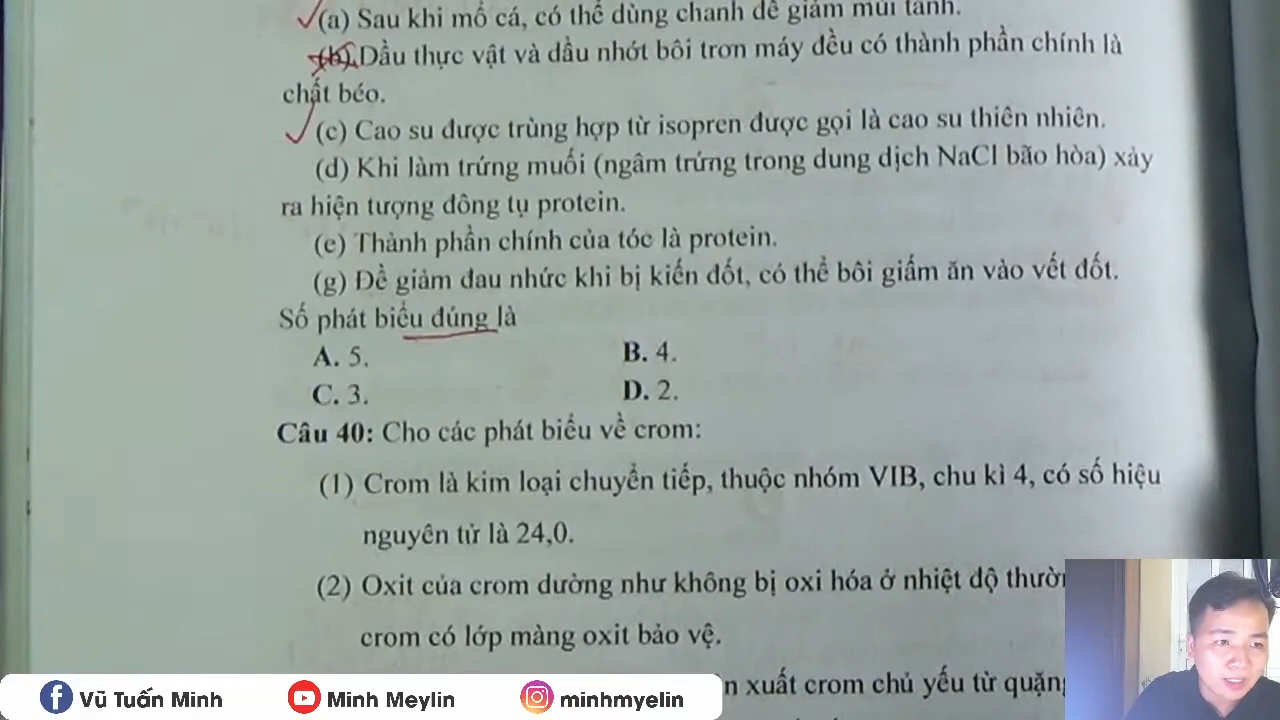 (a) Sau khi mổ cá, có thể dùng chanh để giảm mùi tanh.
(b) Dầu thực vật và dầu nhớt bôi trơn máy đều có thành phần chính là
chất béo.
(c) Cao su được trùng hợp từ isopren được gọi là cao su thiên nhiên.
(d) Khi làm trứng muối (ngâm trứng trong dung dịch NaCl bão hòa) xảy
ra hiện tượng đông tụ protein.
(e) Thành phần chính của tóc là protein.
(g) Để giảm đau nhức khi bị kiến đốt, có thể bôi giấm ăn vào vết đốt.
Số phát biểu đúng là
A. 5. B. 4.
C. 3. D. 2.
Câu 40: Cho các phát biểu về crom:
(1) Crom là kim loại chuyển tiếp, thuộc nhóm VIB, chu kì 4, có số hiệu
nguyên tử là 24,0.
(2) Oxit của crom dường như không bị oxi hóa ở nhiệt độ
crom có lớp màng oxit bảo vệ.
xuất crom chủ yếu từ
Vũ Tuấn Minh Minh Meylin minhmyelin